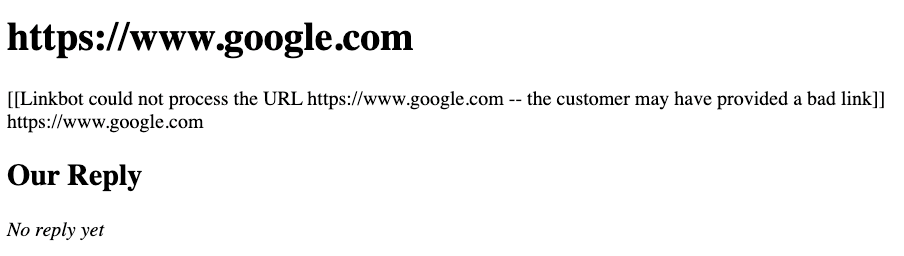 https://www.google.com
[[Linkbot could not process the URL https://www.google.com -- the customer may have provided a bad link]]
https://www.google.com
Our Reply
No reply yet